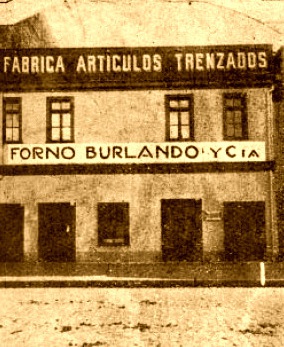 FABRICA ARTICULOS TRENZADOS
FORNO BURLANDO Y CIA